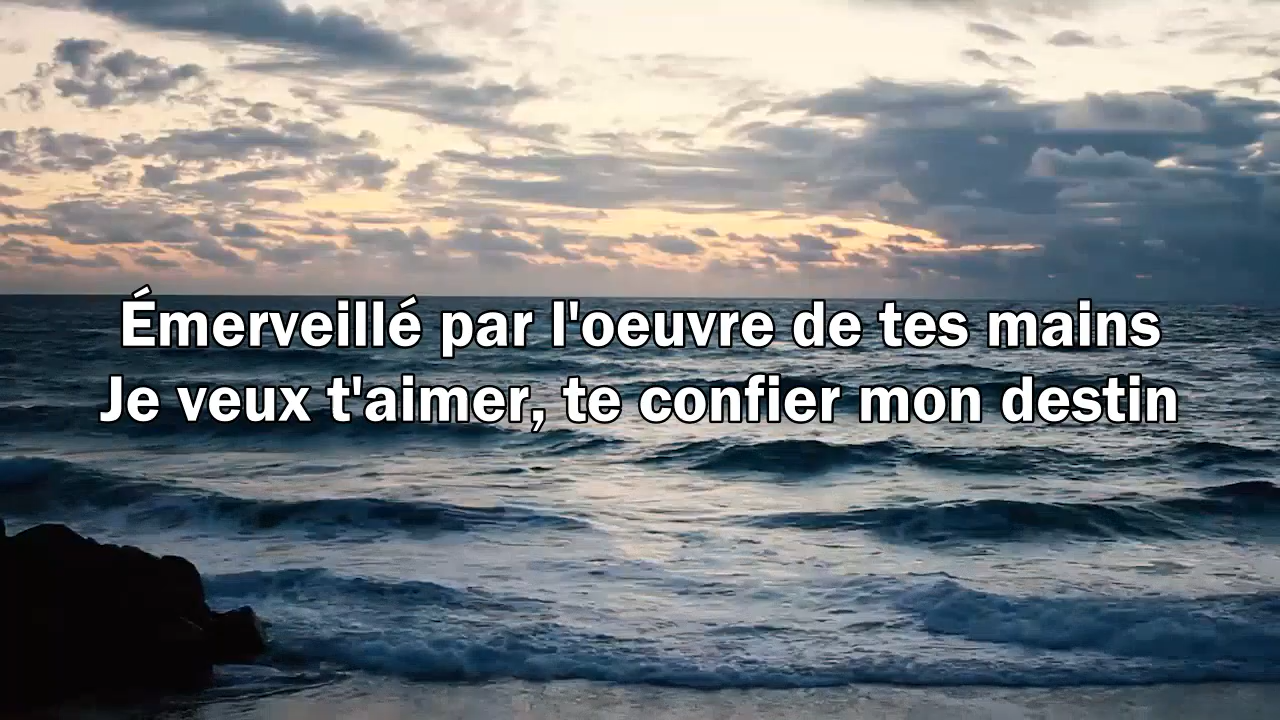 Émerveillé par l'oeuvre de tes mains
Je veux t'aimer, te confier mon destin